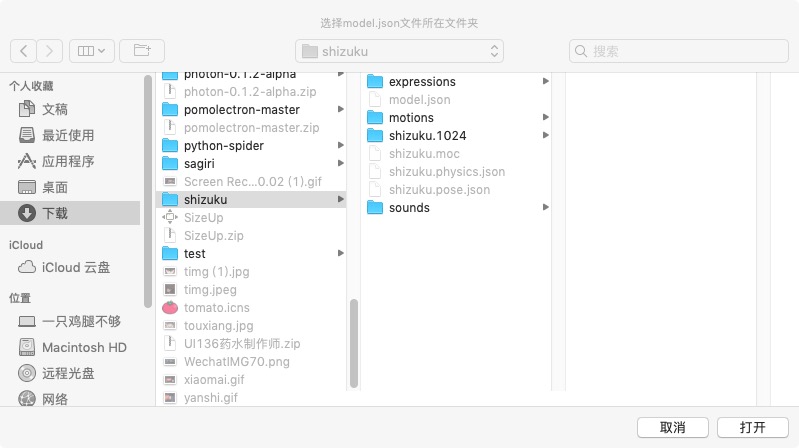 选择model.json文件所在文件夹
shizuku
搜索
个人收藏
文稿
最近使用
应用程序
桌面
下载
iCloud
iCloud 云盘
位置
一只鸡腿不够
Macintosh HD
远程光盘
网络
photon-0.1.2-alpha
photon-0.1.2-alpha.zip
pomolectron-master
pomolectron-master.zip
python-spider
sagiri
Screen Rec...0.02 (1).gif
shizuku
SizeUp
SizeUp.zip
test
timg (1).jpg
timg.jpeg
tomato.icns
touxiang.jpg
UI136药水制作师.zip
WechatIMG70.png
xiaomai.gif
yanshi.gif
expressions
model.json
motions
shizuku.1024
shizuku.moc
shizuku.physics.json
shizuku.pose.json
sounds
取消
打开